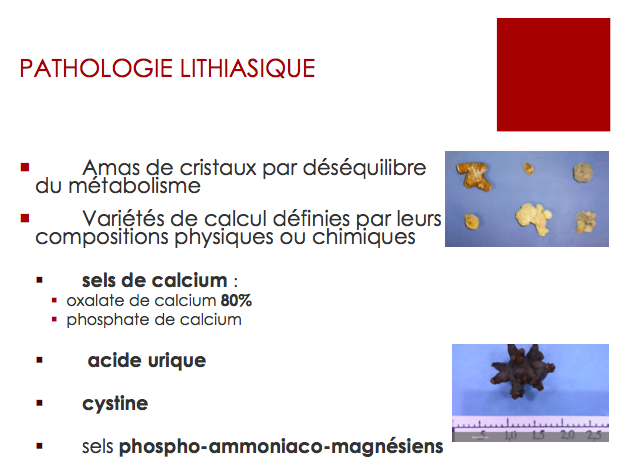 PATHOLOGIE LITHIASIQUE
Amas de cristaux par déséquilibre
du métabolisme
Variétés de calcul définies par leurs
compositions physiques ou chimiques
sels de calcium :
oxalate de calcium 80%
phosphate de calcium
acide urique
cystine
sels phospho-ammoniaco-magnésiens
.5 1,0 1.5 2.0 2,5